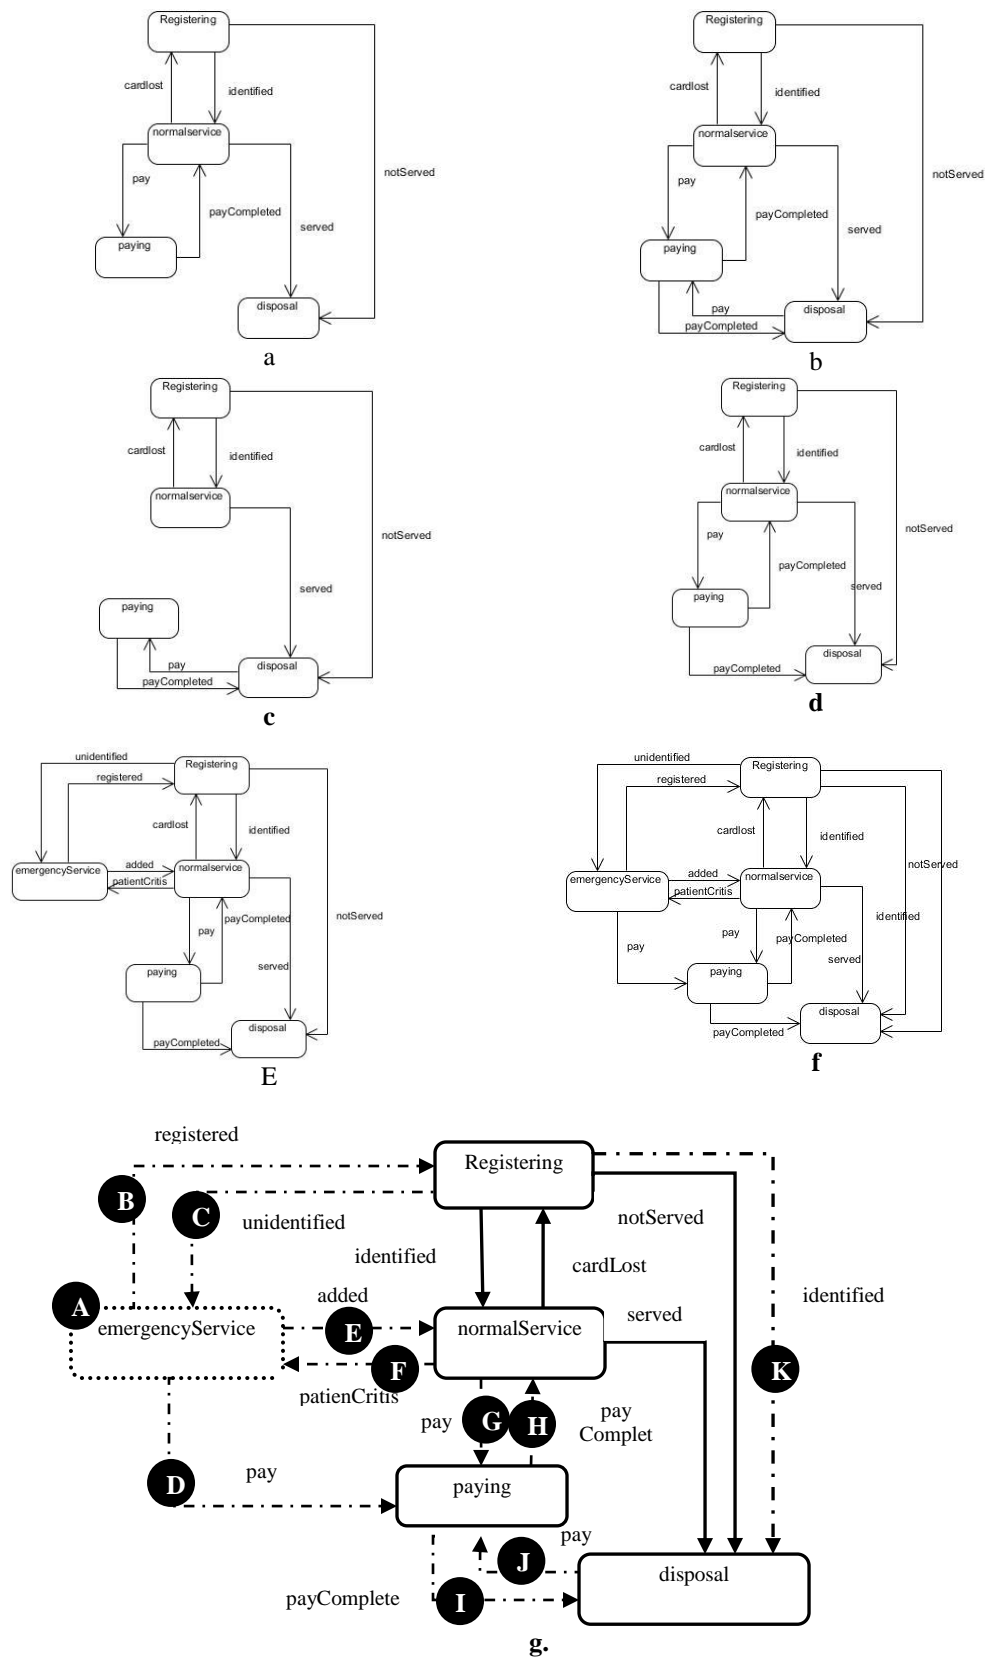 Registering
cardlost
identified
normalservice
notServed
pay
payCompleted
served
paying
disposal
a
Registering
cardlost
identified
normalservice
notServed
pay
payCompleted
served
paying
disposal
pay
payCompleted
b
Registering
cardlost
identified
normalservice
notServed
served
paying
disposal
pay
payCompleted
c
Registering
cardlost
identified
normalservice
notServed
pay
payCompleted
served
paying
disposal
payCompleted
d
unidentified
Registering
registered
cardlost
identified
added
normalservice
emergencyService
patientCritis
payCompleted
notServed
pay
served
paying
disposal
payCompleted
E
unidentified
Registering
registered
cardlost
identified
notServed
added
normalservice
emergencyService
patientCritis
identified
pay
payCompleted
pay
served
paying
disposal
payCompleted
f
registered
Registering
B
C
unidentified
notServed
identified
cardLost
added
identified
A
served
emergencyService
E
normalService
F
K
patienCritis
pay
pay
G
H
Complet
D
pay
paying
pay
J
disposal
payComplete
I
g.